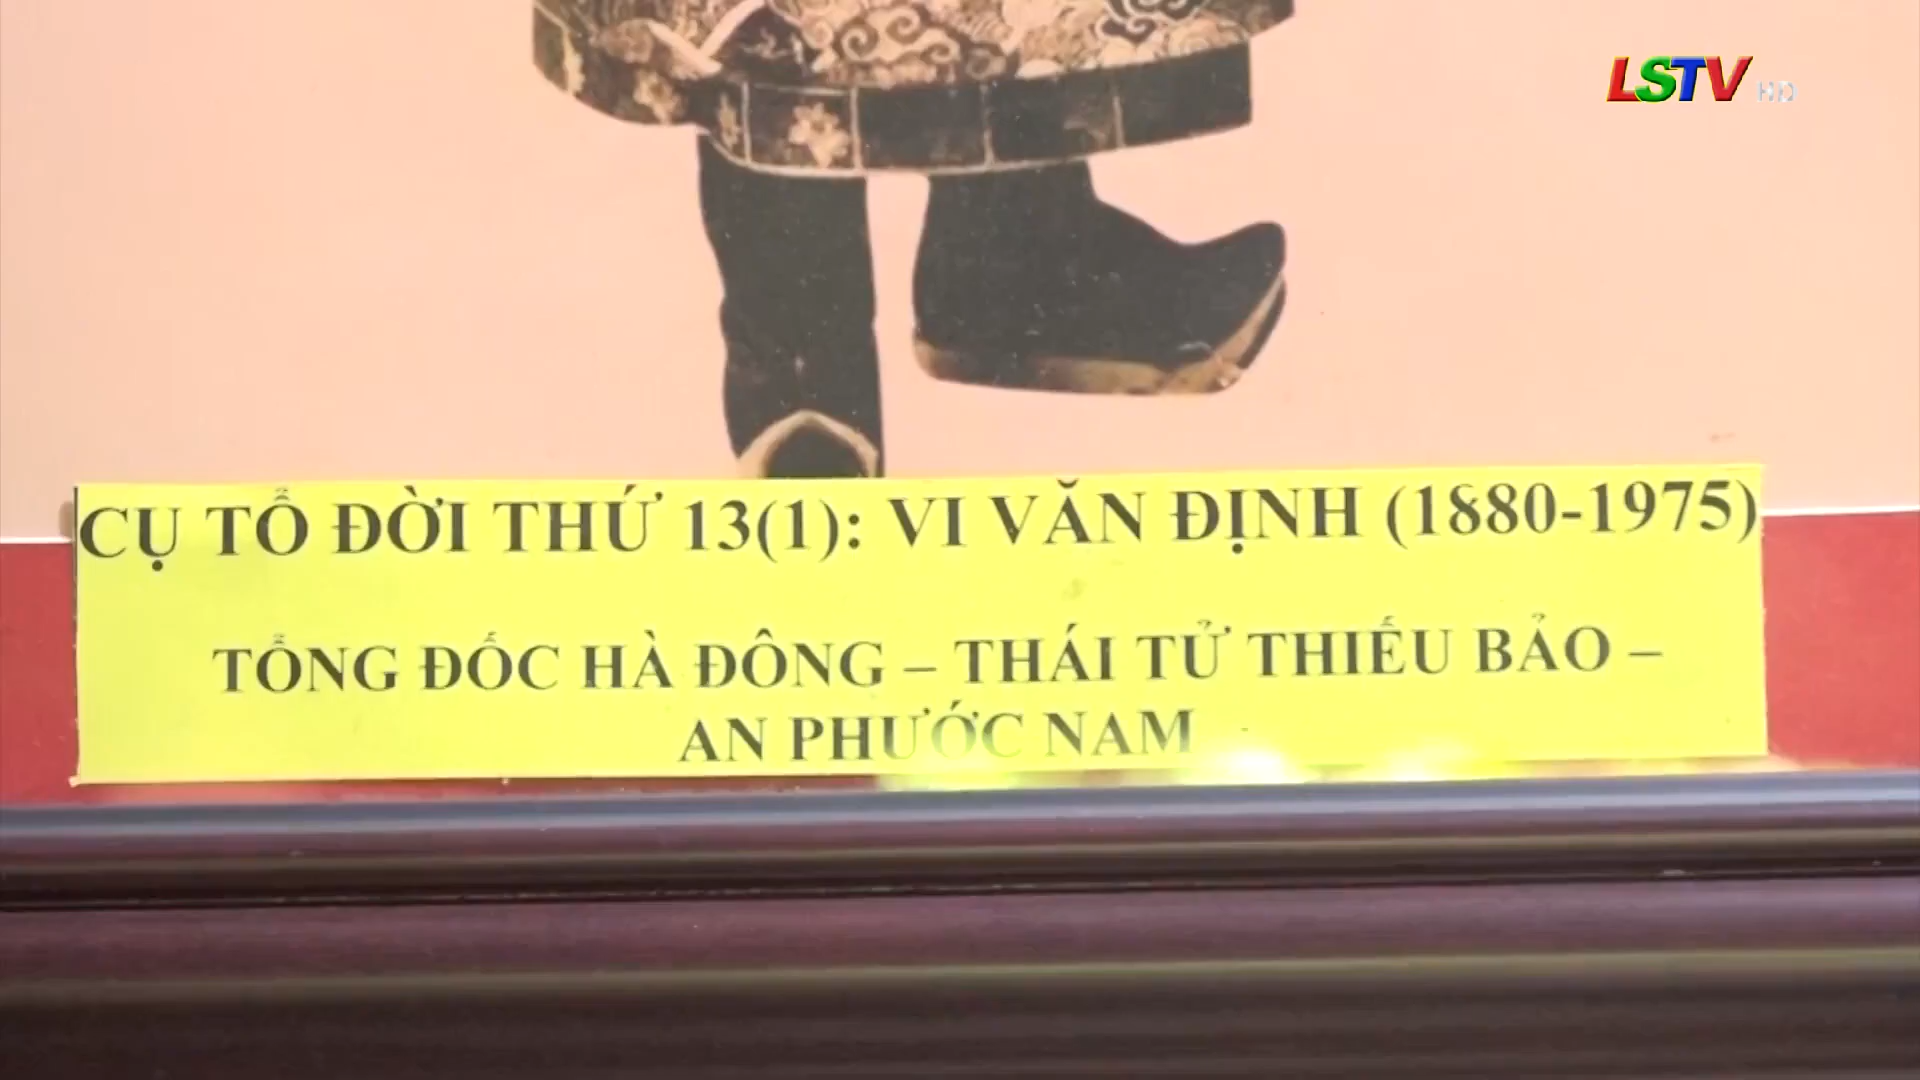 LSTV HD
CỤ TỔ ĐỜI THỨ 13(1): VI VĂN ĐỊNH (1880-1975)
TỔNG ĐỐC HÀ ĐÔNG – THÁI TỬ THIẾU BẢO –
AN PHƯỚC NAM